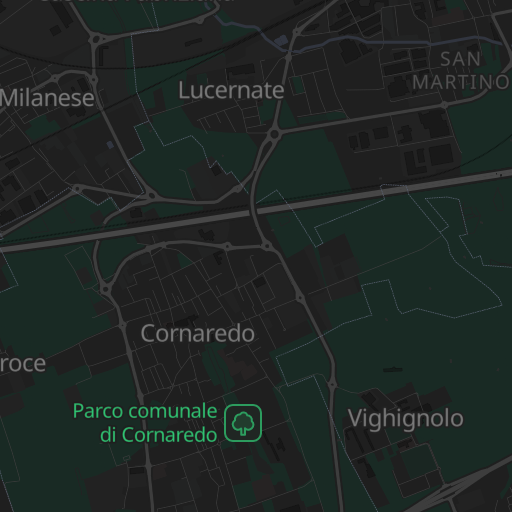 SAN
MARTINO
Lucernate
Milanese
Cornaredo
roce
Parco comunale
di Cornaredo
Vighignolo